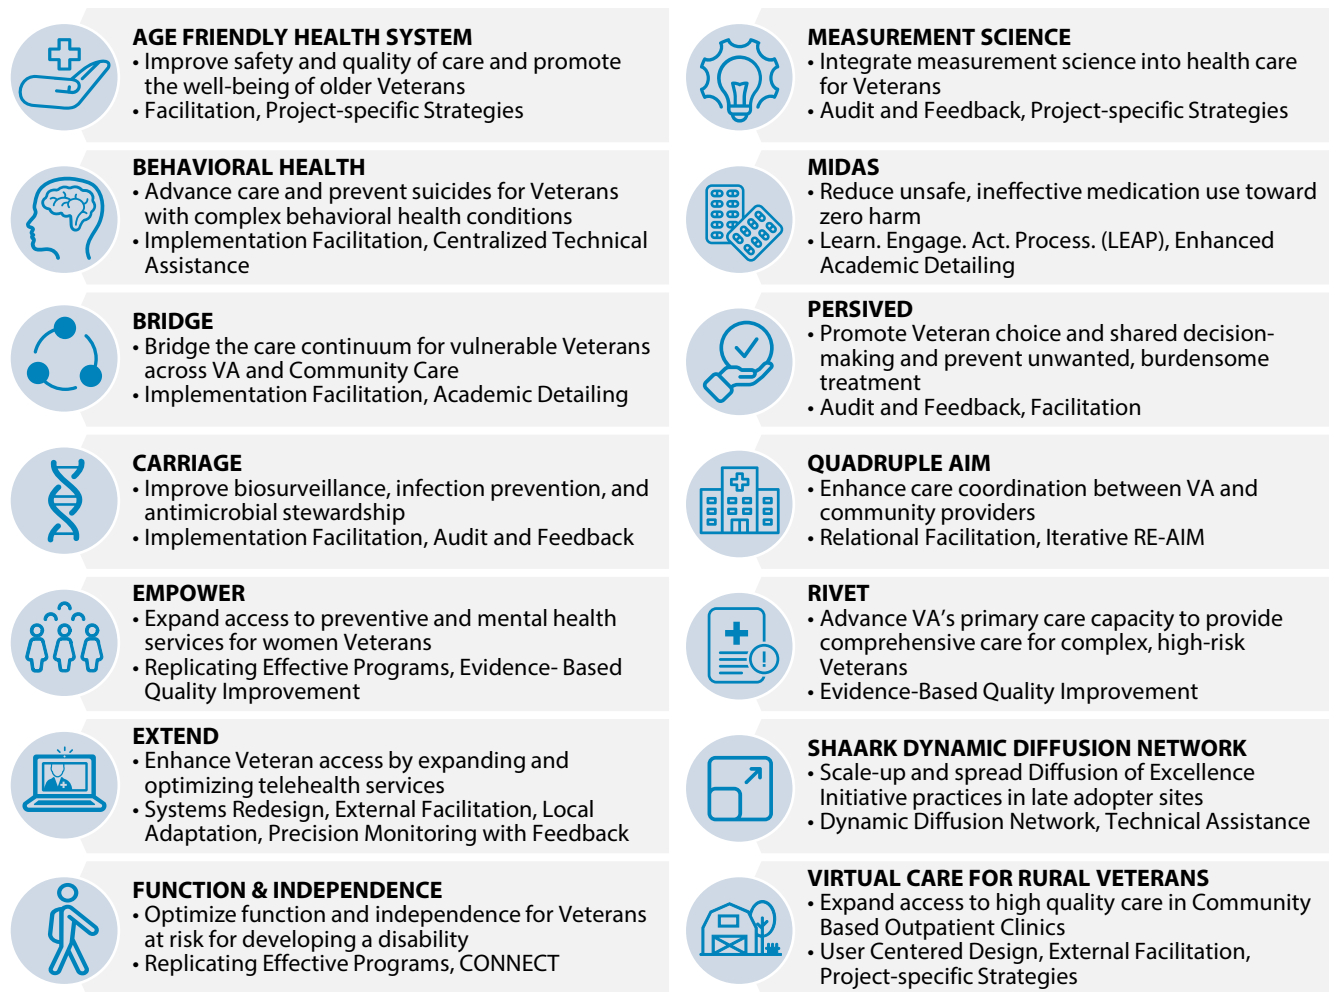 AGE FRIENDLY HEALTH SYSTEM
• Improve safety and quality of care and promote
the well-being of older Veterans
• Facilitation, Project-specific Strategies
BEHAVIORAL HEALTH
• Advance care and prevent suicides for Veterans
with complex behavioral health conditions
• Implementation Facilitation, Centralized Technical
Assistance
BRIDGE
• Bridge the care continuum for vulnerable Veterans
across VA and Community Care
• Implementation Facilitation, Academic Detailing
CARRIAGE
• Improve biosurveillance, infection prevention, and
antimicrobial stewardship
• Implementation Facilitation, Audit and Feedback
EMPOWER
• Expand access to preventive and mental health
services for women Veterans
• Replicating Effective Programs, Evidence- Based
Quality Improvement
EXTEND
• Enhance Veteran access by expanding and
optimizing telehealth services
• Systems Redesign, External Facilitation, Local
Adaptation, Precision Monitoring with Feedback
FUNCTION & INDEPENDENCE
• Optimize function and independence for Veterans
at risk for developing a disability
• Replicating Effective Programs, CONNECT
MEASUREMENT SCIENCE
• Integrate measurement science into health care
for Veterans
• Audit and Feedback, Project-specific Strategies
MIDAS
• Reduce unsafe, ineffective medication use toward
zero harm
• Learn. Engage. Act. Process. (LEAP), Enhanced
Academic Detailing
PERSIVED
• Promote Veteran choice and shared decision-
making and prevent unwanted, burdensome
treatment
• Audit and Feedback, Facilitation
QUADRUPLE AIM
• Enhance care coordination between VA and
community providers
• Relational Facilitation, Iterative RE-AIM
RIVET
• Advance VA’s primary care capacity to provide
comprehensive care for complex, high-risk
Veterans
• Evidence-Based Quality Improvement
SHAARK DYNAMIC DIFFUSION NETWORK
• Scale-up and spread Diffusion of Excellence
Initiative practices in late adopter sites
• Dynamic Diffusion Network, Technical Assistance
VIRTUAL CARE FOR RURAL VETERANS
• Expand access to high quality care in Community
Based Outpatient Clinics
• User Centered Design, External Facilitation,
Project-specific Strategies